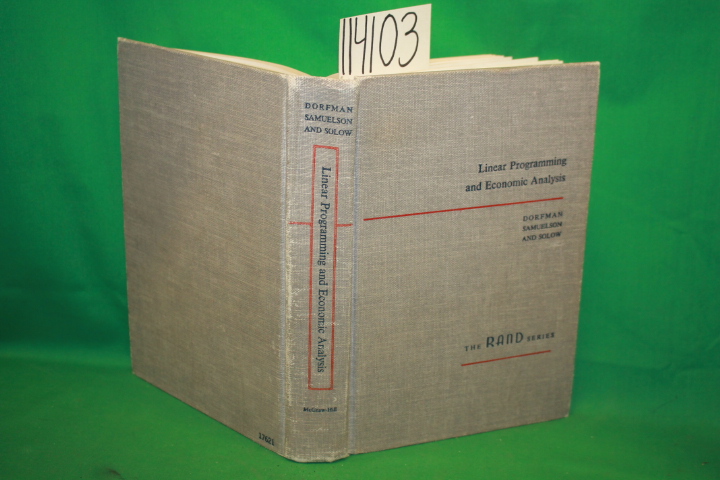 114103
DORFMAN
SAMUELSON
AND SOLOW
Linear Programming and Economic Analysis
McGraw-Hill
17621
Linear Programming
and Economic Analysis
DORFMAN
SAMUELSON
AND SOLOW
THE RAND SERIES